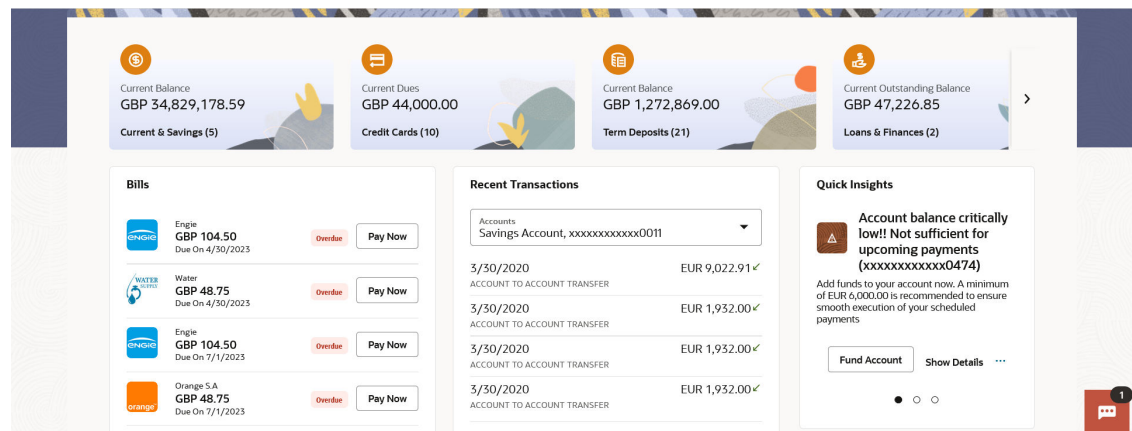 Current Balance
GBP 34,829,178.59
Current & Savings (5)
Current Dues
GBP 44,000.00
Credit Cards (10)
Current Balance
GBP 1,272,869.00
Term Deposits (21)
Current Outstanding Balance
GBP 47,226.85
Loans & Finances (2)
Bills
ENGIE
Engie
GBP 104.50
Due On 4/30/2023
Overdue
Pay Now
WATER
SUPPLY
Water
GBP 48.75
Due On 4/30/2023
Overdue
Pay Now
ENGIE
Engie
GBP 104.50
Due On 7/1/2023
Overdue
Pay Now
orange
Orange S.A
GBP 48.75
Due On 7/1/2023
Overdue
Pay Now
Recent Transactions
Accounts
Savings Account, xxxxxxxxxxxx0011
3/30/2020 EUR 9,022.91
ACCOUNT TO ACCOUNT TRANSFER
3/30/2020 EUR 1,932.00
ACCOUNT TO ACCOUNT TRANSFER
3/30/2020 EUR 1,932.00
ACCOUNT TO ACCOUNT TRANSFER
3/30/2020 EUR 1,932.00
ACCOUNT TO ACCOUNT TRANSFER
Quick Insights
Account balance critically
low!! Not sufficient for
upcoming payments
(xxxxxxxxxxxx0474)
Add funds to your account now. A minimum
of EUR 6,000.00 is recommended to ensure
smooth execution of your scheduled
payments
Fund Account
Show Details ...
1